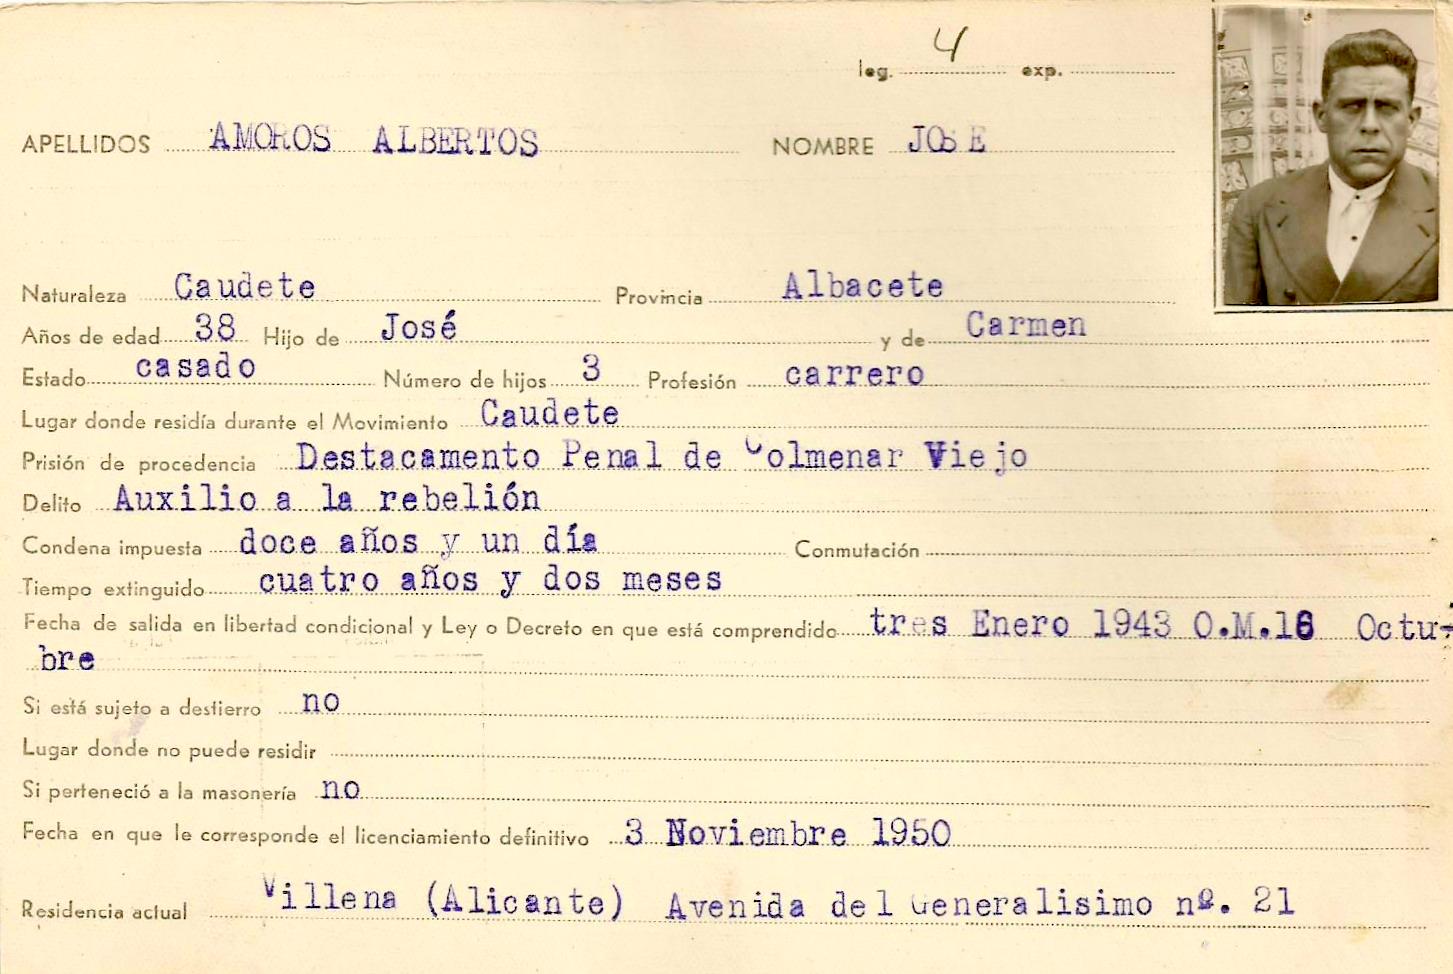 leg. 4 exp.
APELLIDOS AMOROS ALBERTOS NOMBRE JOSE
Naturaleza Caudete Provincia Albacete
Años de edad 38 Hijo de José y de Carmen
Estado casado Número de hijos 3 Profesión carrero
Lugar donde residía durante el Movimiento Caudete
Prisión de procedencia Destacamento Penal de Colmenar Viejo
Delito Auxilio a la rebelión
Condena impuesta doce años y un día Conmutación
Tiempo extinguido cuatro años y dos meses
Fecha de salida en libertad condicional y Ley o Decreto en que está comprendido tres Enero 1943 O.M.16 Octu-
bre
Si está sujeto a destierro no
Lugar donde no puede residir
Si perteneció a la masonería no
Fecha en que le corresponde el licenciamiento definitivo 3 Noviembre 1950
Residencia actual Villena (Alicante) Avenida del Generalisimo nº. 21